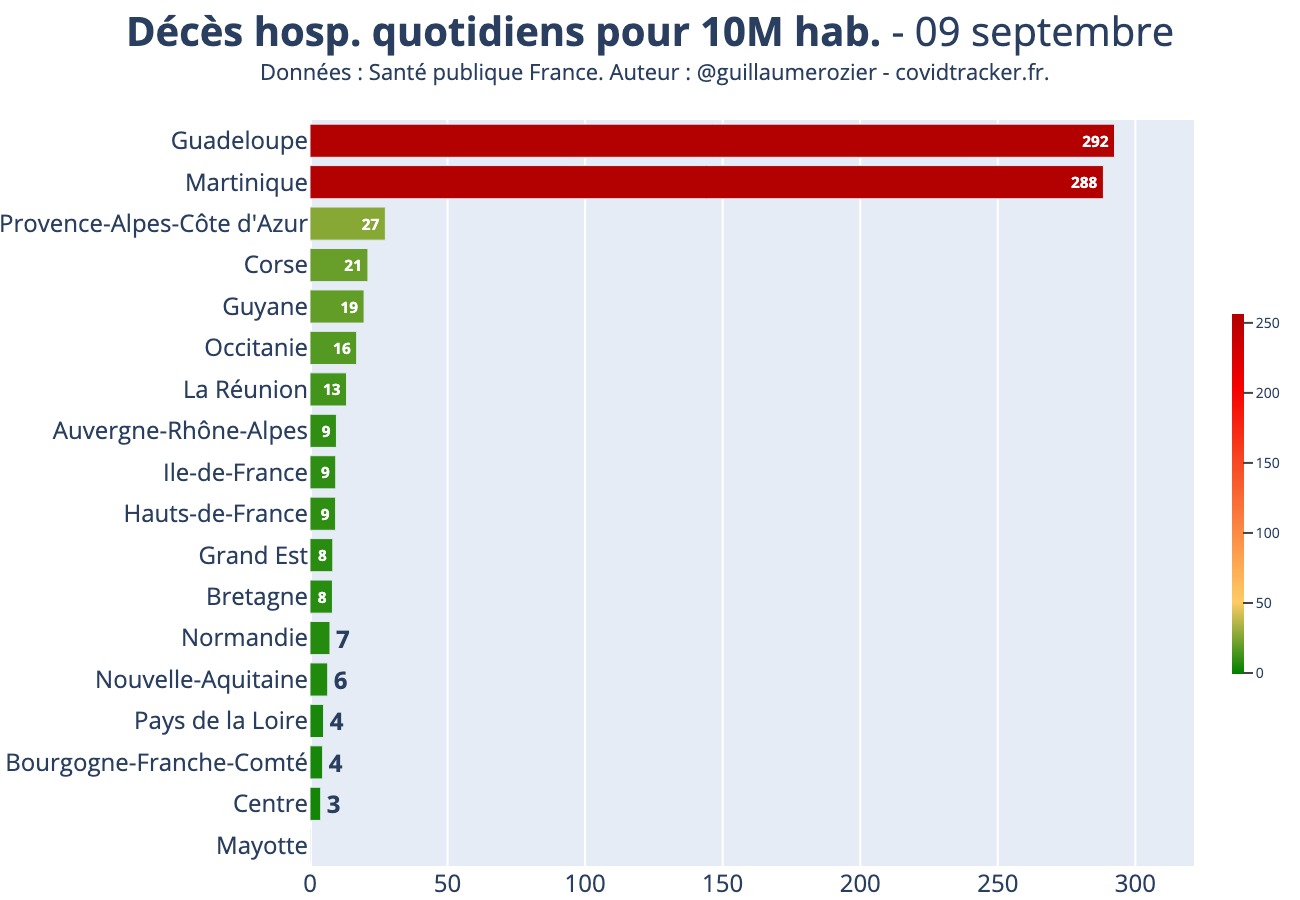 Décès hosp. quotidiens pour 10M hab. - 09 septembre
Données : Santé publique France. Auteur : @guillaumerozier - covidtracker.fr.
Guadeloupe 292
Martinique 288
Provence-Alpes-Côte d'Azur 27
Corse 21
Guyane 19
Occitanie 16
La Réunion 13
Auvergne-Rhône-Alpes 9
Ile-de-France 9
Hauts-de-France 9
Grand Est 8
Bretagne 8
Normandie 7
Nouvelle-Aquitaine 6
Pays de la Loire 4
Bourgogne-Franche-Comté 4
Centre 3
Mayotte
0 50 100 150 200 250 300
250
200
150
100
50
0